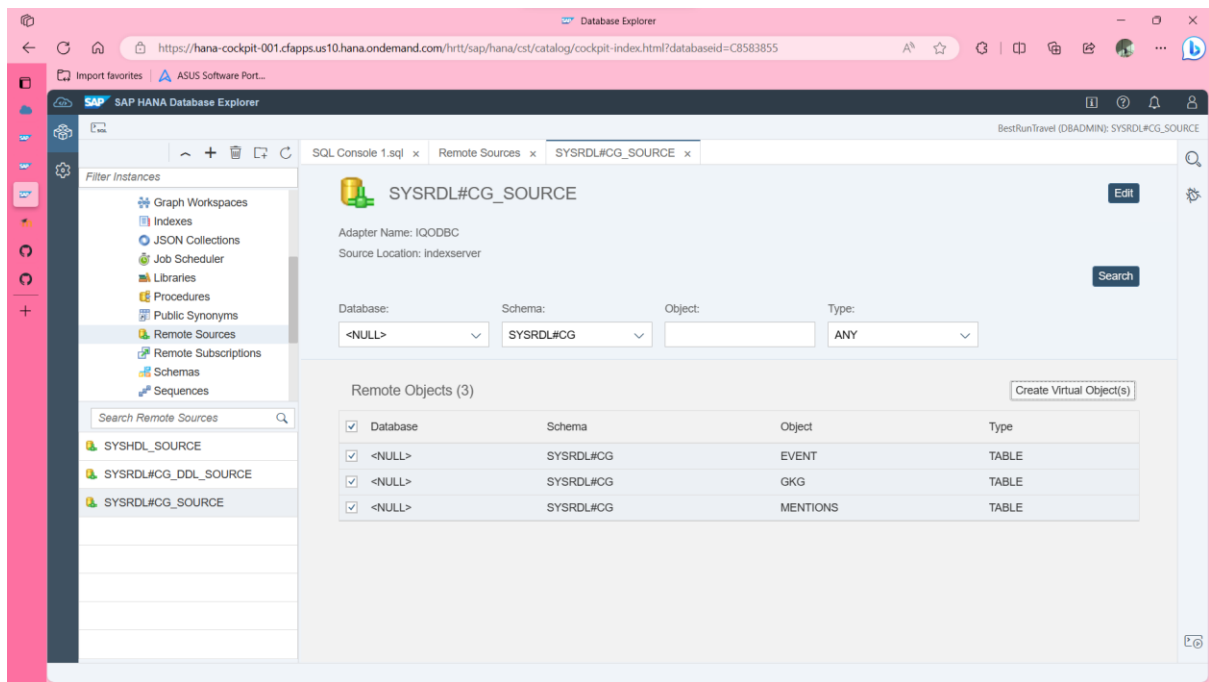 Database Explorer
https://hana-cockpit-001.cfapps.us10.hana.ondemand.com/hrtt/sap/hana/cst/catalog/cockpit-index.html?databaseid=C8583855
Import favorites
ASUS Software Port...
SAP SAP HANA Database Explorer
SQL
BestRunTravel (DBADMIN): SYSRDL#CG_SOURCE
SQL Console 1.sql
Remote Sources
SYSRDL#CG_SOURCE
Filter Instances
Graph Workspaces
Indexes
JSON Collections
Job Scheduler
Libraries
Procedures
Public Synonyms
Remote Sources
Remote Subscriptions
Schemas
Sequences
Search Remote Sources
SYSHDL_SOURCE
SYSRDL#CG_DDL_SOURCE
SYSRDL#CG_SOURCE
SYSRDL#CG_SOURCE
Edit
Adapter Name: IQODBC
Source Location: indexserver
Search
Database: Schema: Object: Type:
<NULL> SYSRDL#CG ANY
Remote Objects (3)
Create Virtual Object(s)
Database Schema Object Type
<NULL> SYSRDL#CG EVENT TABLE
<NULL> SYSRDL#CG GKG TABLE
<NULL> SYSRDL#CG MENTIONS TABLE